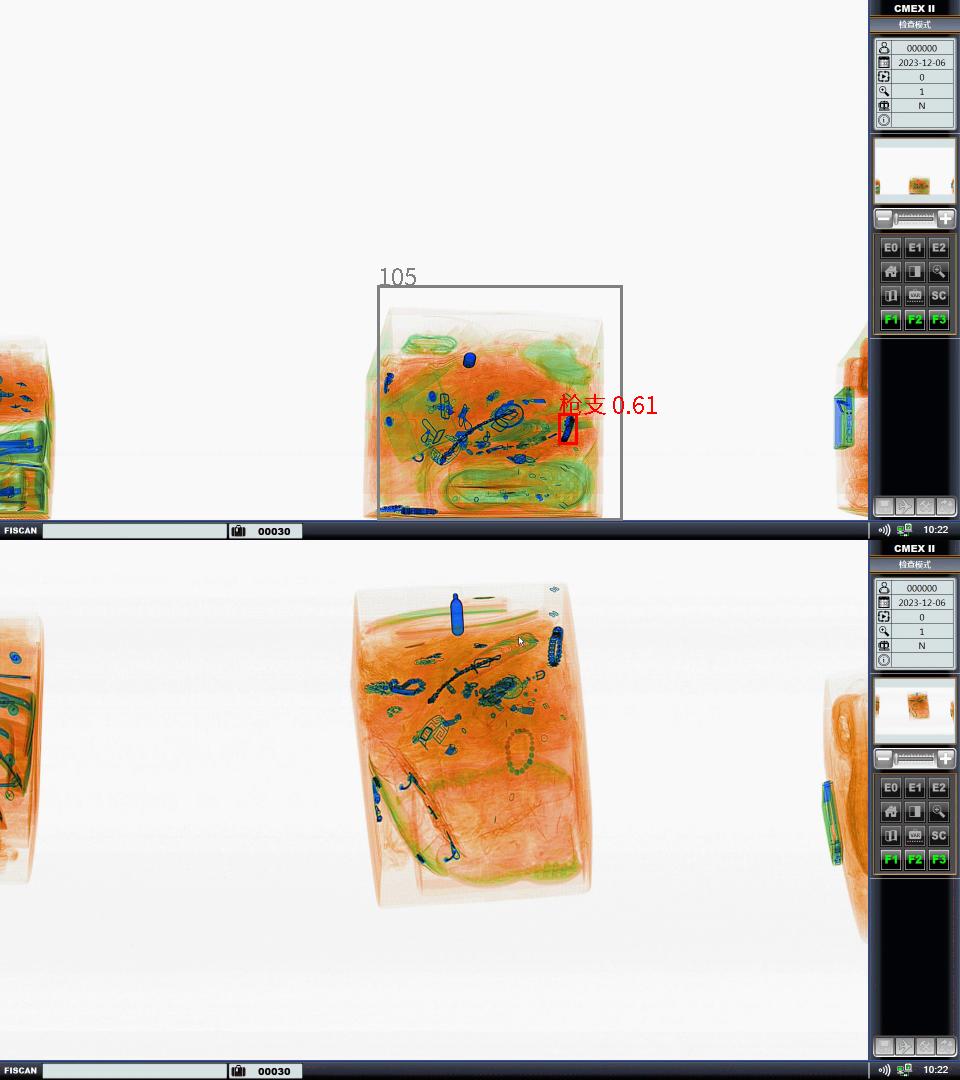 CMEX II
检查模式
000000
2023-12-06
0
1
N
E0 E1 E2
VAR SC
F1 F2 F3
105
枪支 0.61
FISCAN 00030 10:22
CMEX II
检查模式
000000
2023-12-06
0
1
N
E0 E1 E2
VAR SC
F1 F2 F3
FISCAN 00030 10:22